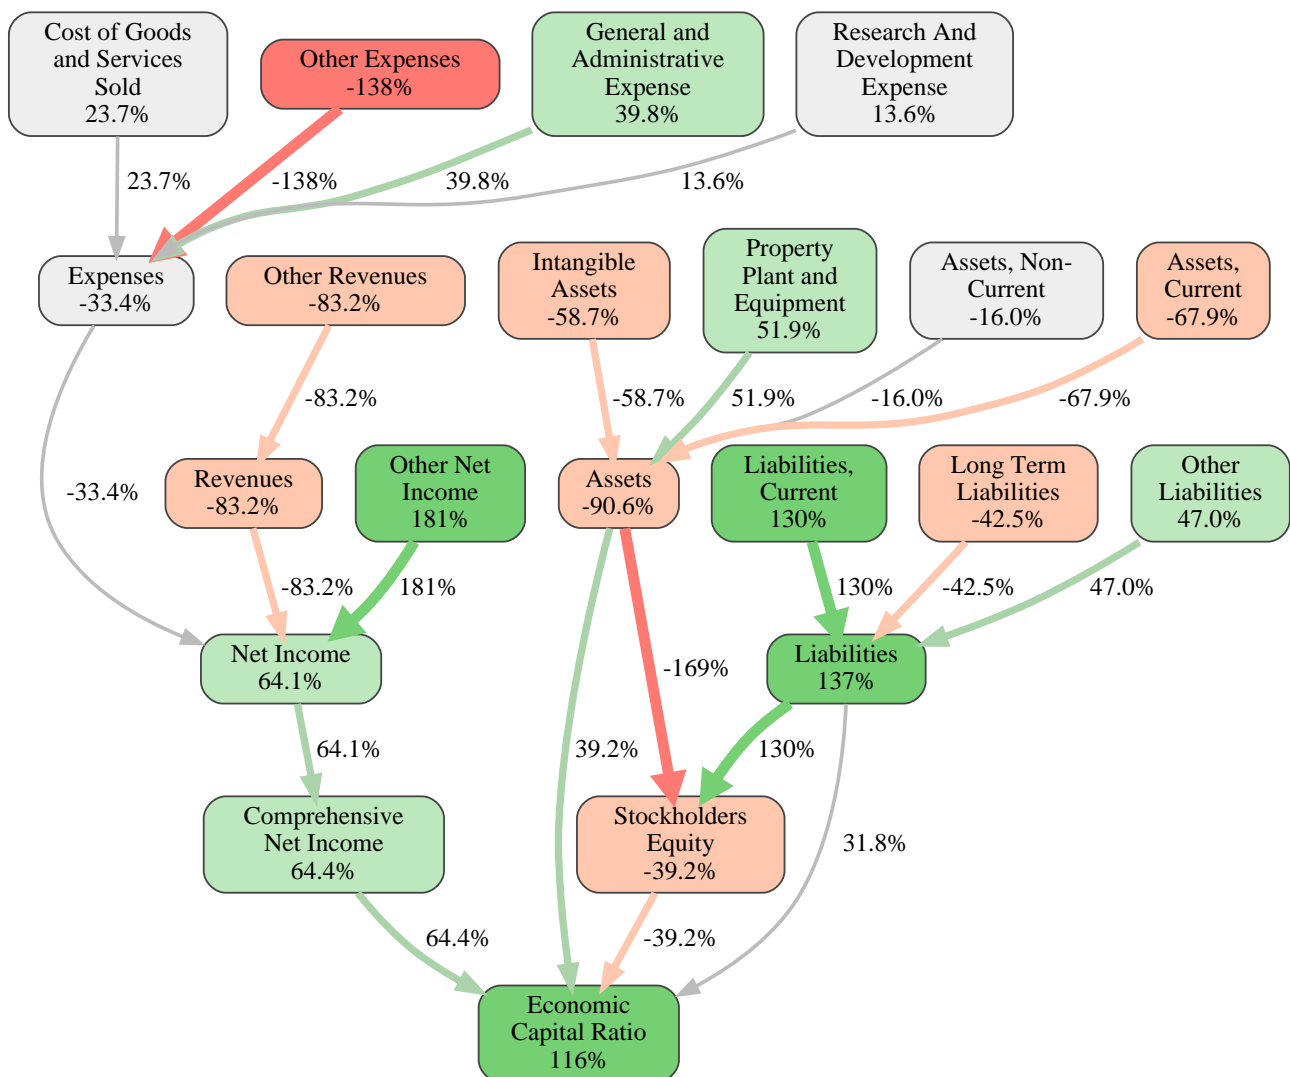 Cost of Goods
and Services
Sold
23.7%
Other Expenses
-138%
General and
Administrative
Expense
39.8%
Research And
Development
Expense
13.6%
23.7%
-138%
39.8%
13.6%
Expenses
-33.4%
Other Revenues
-83.2%
Intangible
Assets
-58.7%
Property
Plant and
Equipment
51.9%
Assets, Non-
Current
-16.0%
Assets,
Current
-67.9%
-83.2%
-58.7%
51.9%
-16.0%
-67.9%
-33.4%
Revenues
-83.2%
Other Net
Income
181%
Assets
-90.6%
Liabilities,
Current
130%
Long Term
Liabilities
-42.5%
Other
Liabilities
47.0%
-83.2%
181%
130%
-42.5%
47.0%
Net Income
64.1%
-169%
Liabilities
137%
64.1%
39.2%
130%
Comprehensive
Net Income
64.4%
Stockholders
Equity
-39.2%
31.8%
64.4%
-39.2%
Economic
Capital Ratio
116%